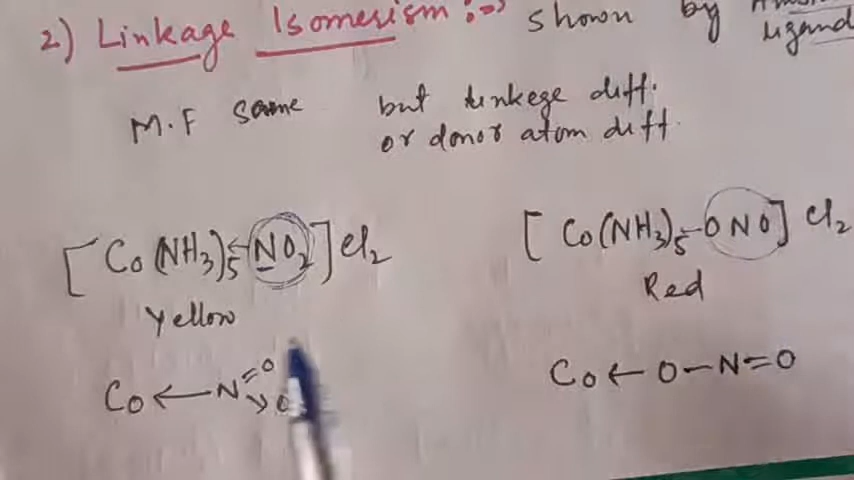 2) Linkage Isomerism :-> shown by
ligand
M.F same but linkege diff.
or donor atom diff.
[Co(NH3)5←NO2]Cl2
[Co(NH3)5←ONO]Cl2
Yellow
Red
Co←N=O
Co←O–N=O